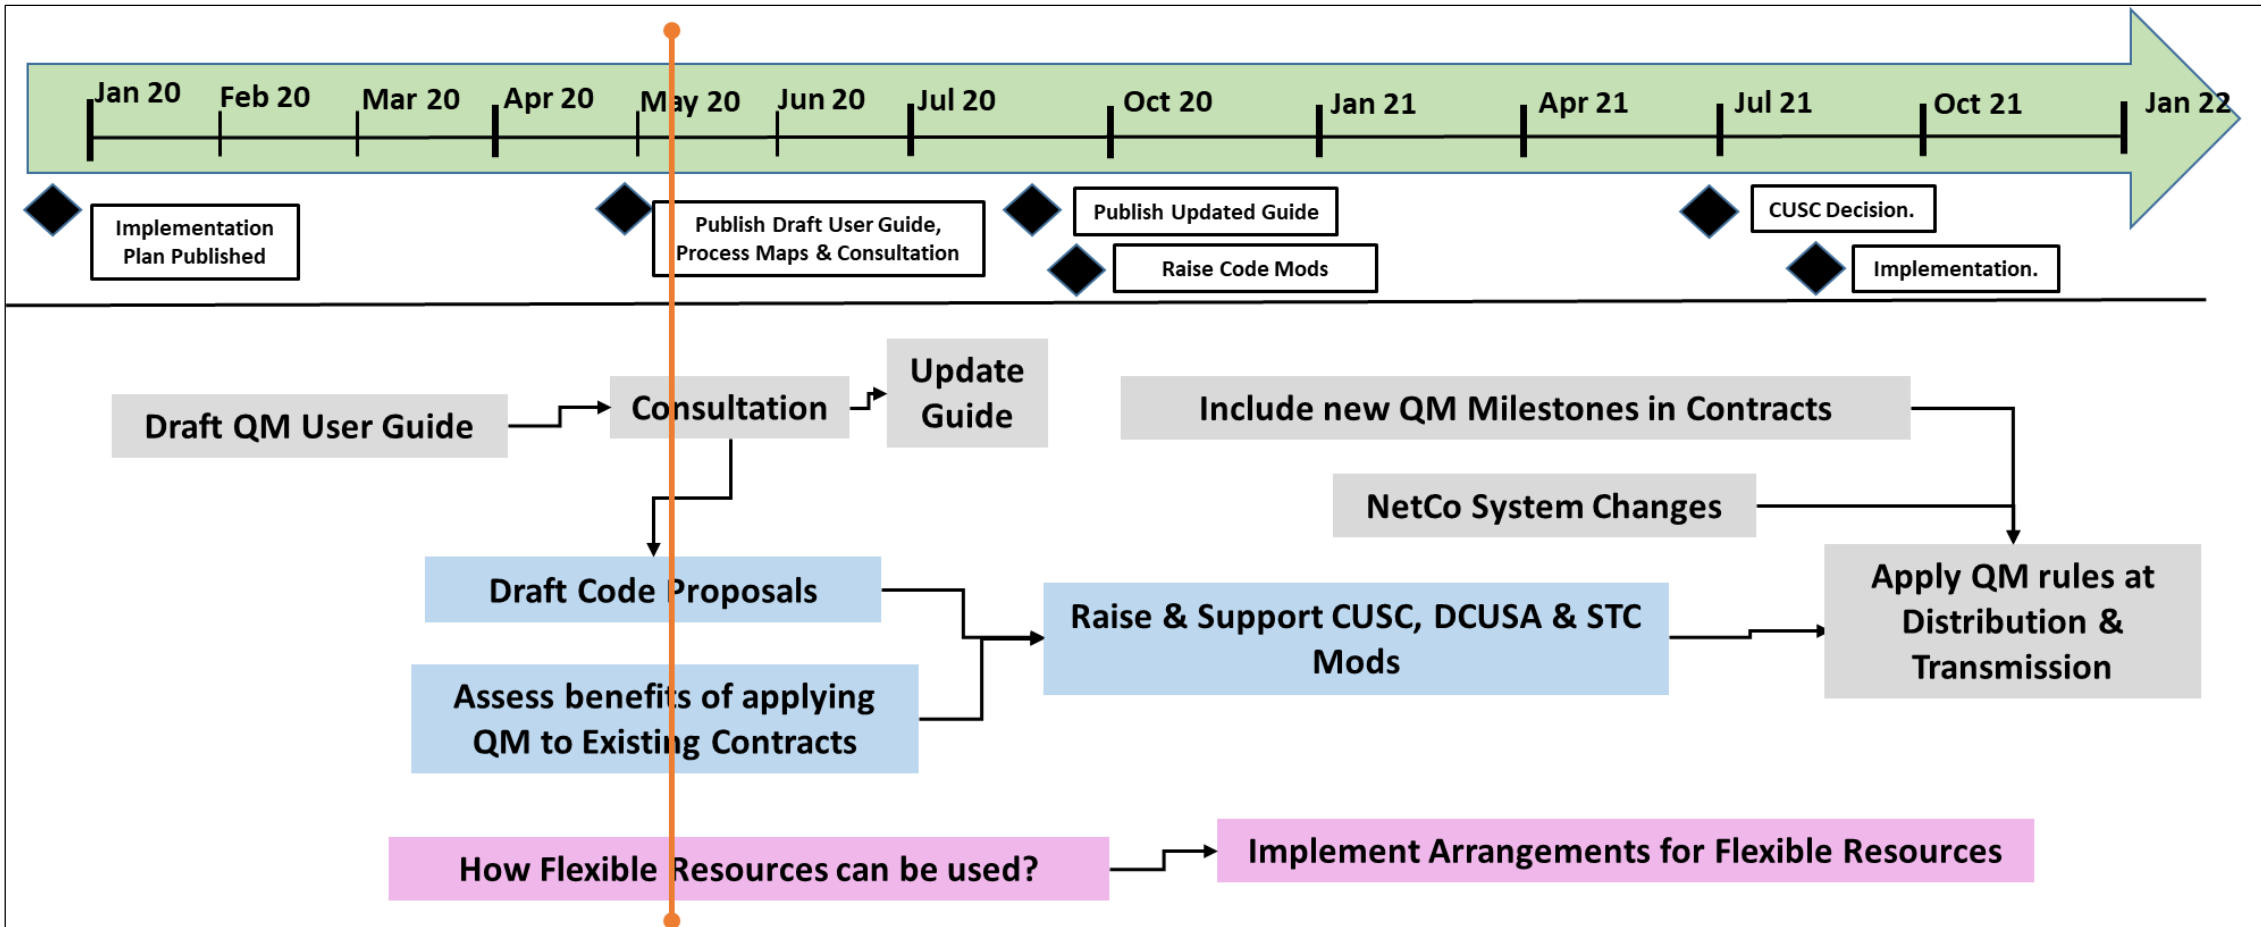 Jan 20
Feb 20
Mar 20
Apr 20
May 20
Jun 20
Jul 20
Oct 20
Jan 21
Apr 21
Jul 21
Oct 21
Jan 22
Implementation
Plan Published
Publish Draft User Guide,
Process Maps & Consultation
Publish Updated Guide
Raise Code Mods
CUSC Decision.
Implementation.
Draft QM User Guide
Consultation
Update
Guide
Include new QM Milestones in Contracts
NetCo System Changes
Draft Code Proposals
Raise & Support CUSC, DCUSA & STC
Mods
Apply QM rules at
Distribution &
Transmission
Assess benefits of applying
QM to Existing Contracts
How Flexible Resources can be used?
Implement Arrangements for Flexible Resources